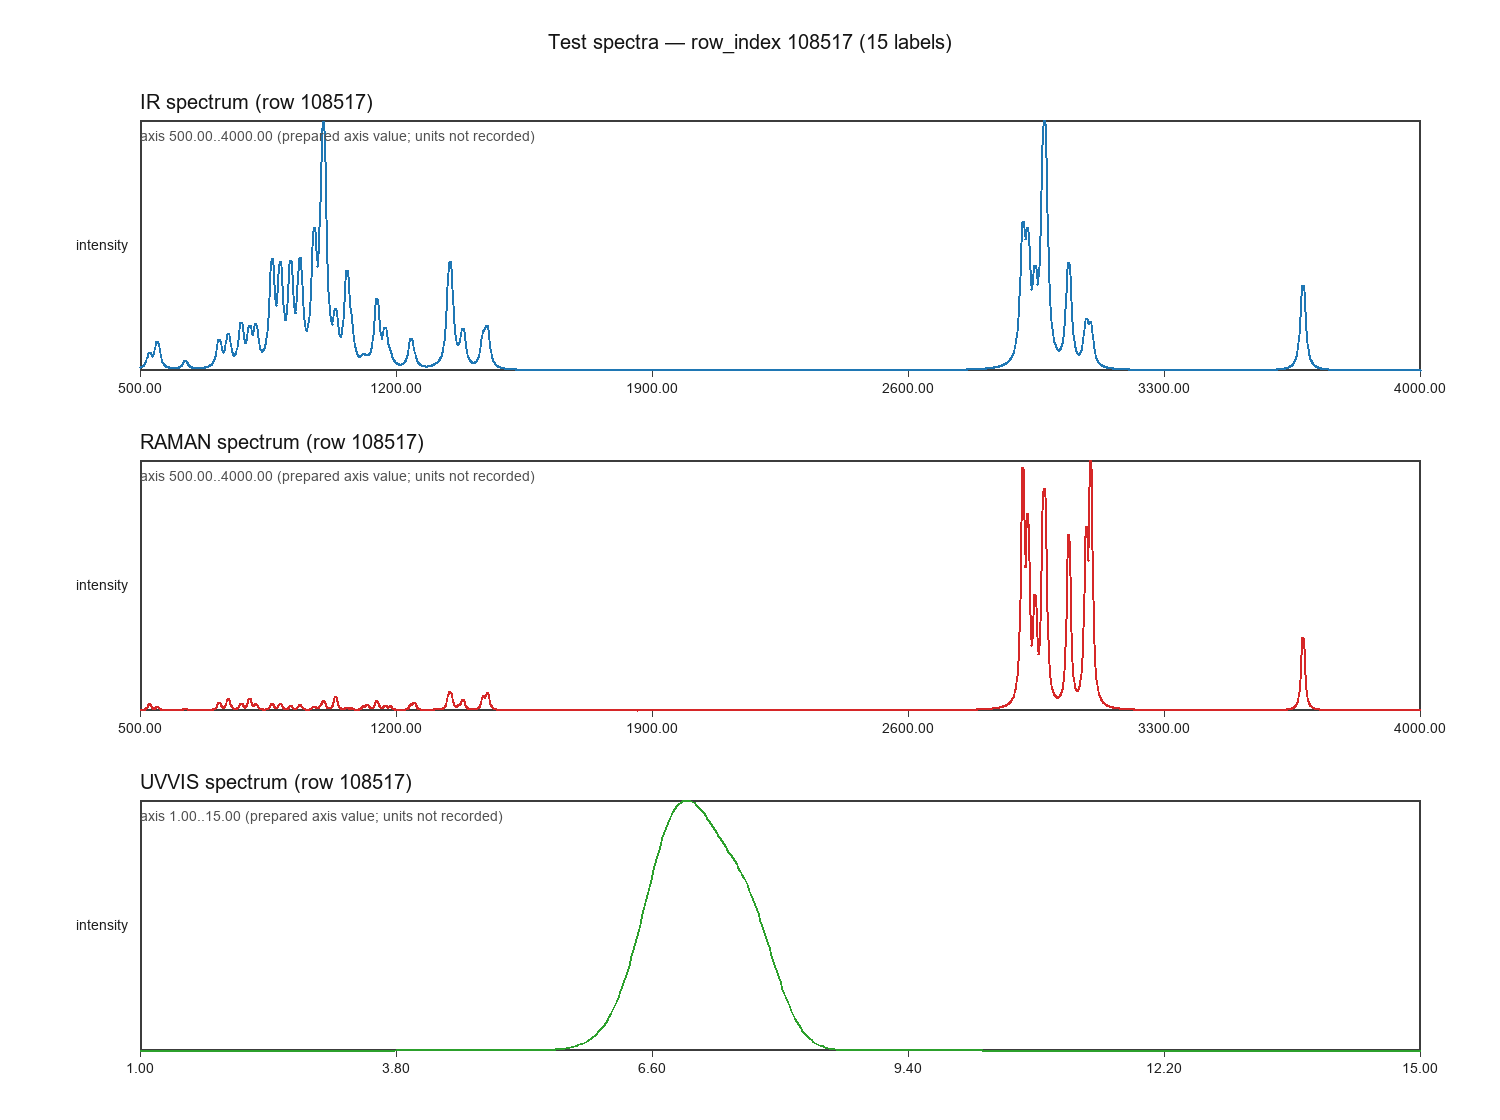 Test spectra — row_index 108517 (15 labels)
IR spectrum (row 108517)
axis 500.00..4000.00 (prepared axis value; units not recorded)
intensity
500.00 1200.00 1900.00 2600.00 3300.00 4000.00
RAMAN spectrum (row 108517)
axis 500.00..4000.00 (prepared axis value; units not recorded)
intensity
500.00 1200.00 1900.00 2600.00 3300.00 4000.00
UVVIS spectrum (row 108517)
axis 1.00..15.00 (prepared axis value; units not recorded)
intensity
1.00 3.80 6.60 9.40 12.20 15.00